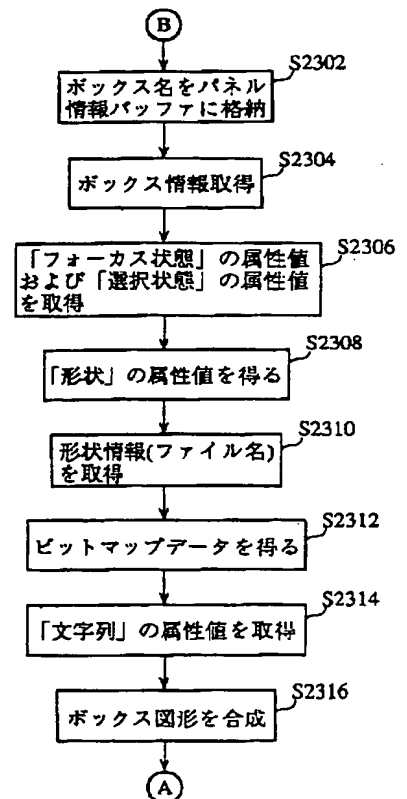 B
S2302
ボックス名をパネル
情報バッファに格納
S2304
ボックス情報取得
S2306
「フォーカス状態」の属性値
および「選択状態」の属性値
を取得
S2308
「形状」の属性値を得る
S2310
形状情報(ファイル名)
を取得
S2312
ビットマップデータを得る
S2314
「文字列」の属性値を取得
S2316
ボックス図形を合成
A